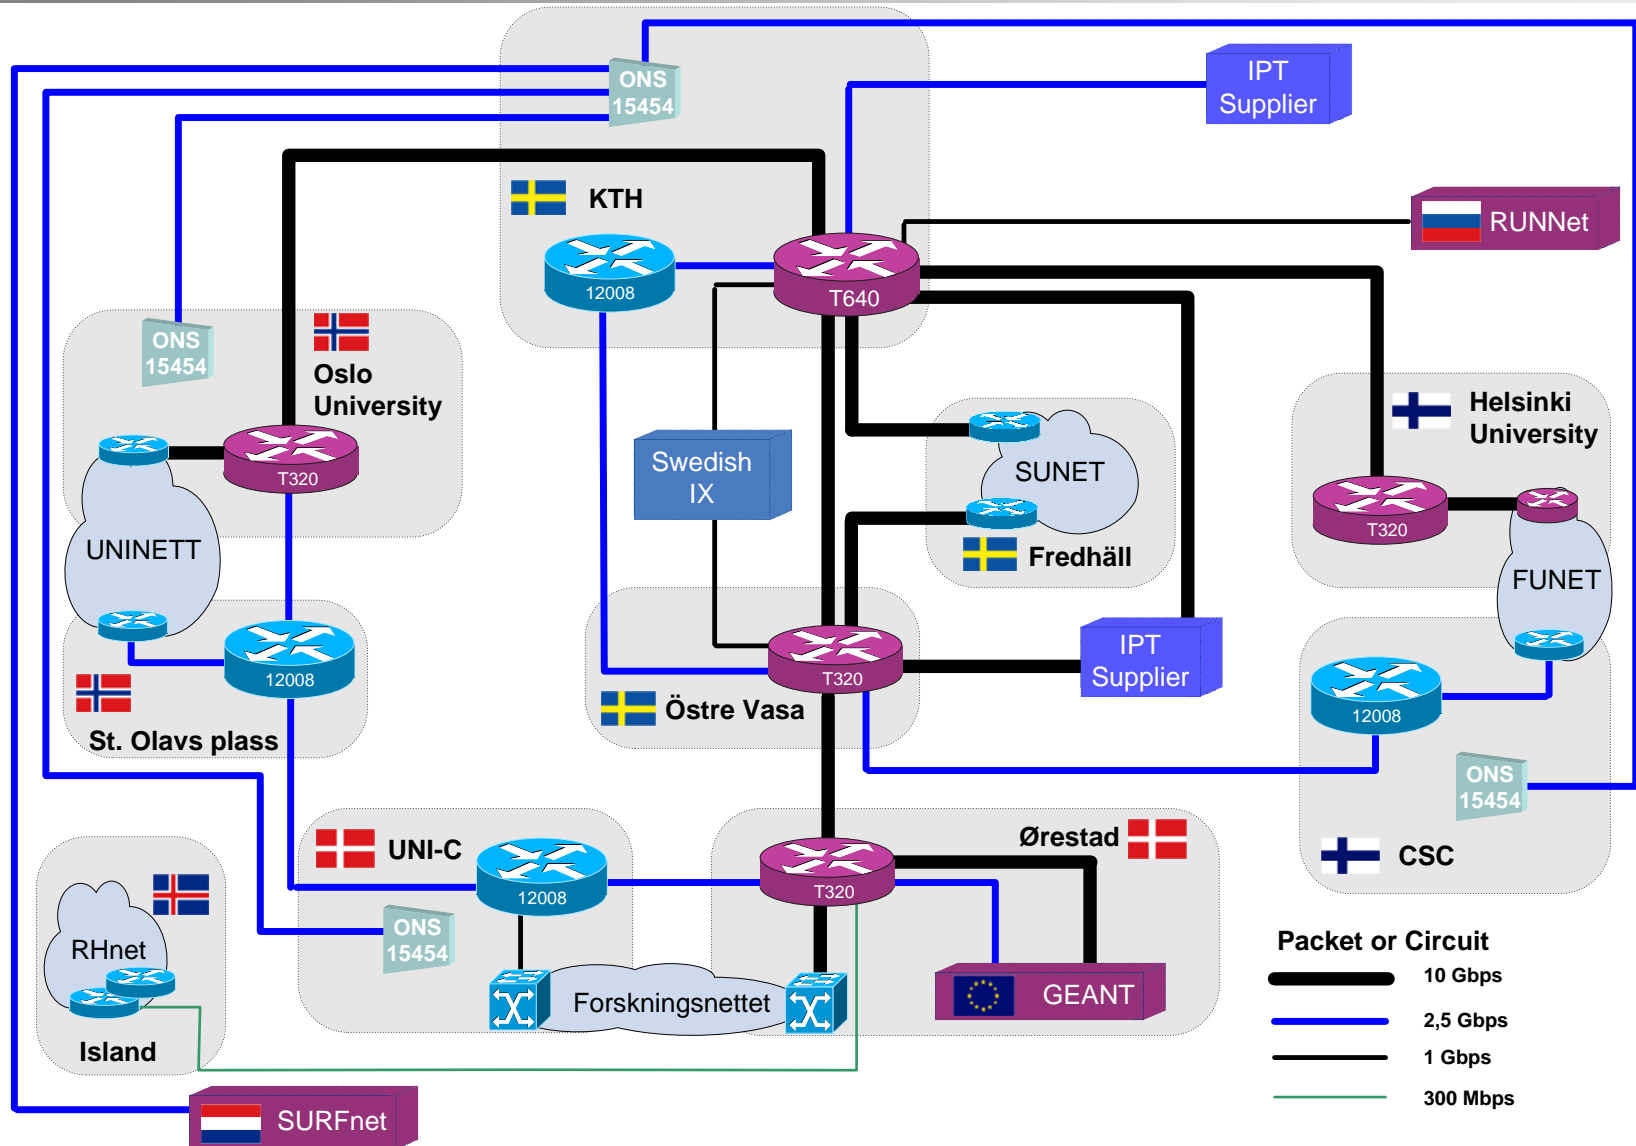 ONS
15454
IPT
Supplier
KTH
RUNNet
12008
T640
ONS
15454
Oslo
University
Helsinki
University
T320
Swedish
IX
SUNET
T320
UNINETT
Fredhäll
FUNET
12008
T320
IPT
Supplier
12008
Östre Vasa
St. Olavs plass
ONS
15454
UNI-C
Ørestad
CSC
12008
T320
ONS
15454
RHnet
Forskningsnettet
GEANT
Island
SURFnet
Packet or Circuit
10 Gbps
2,5 Gbps
1 Gbps
300 Mbps